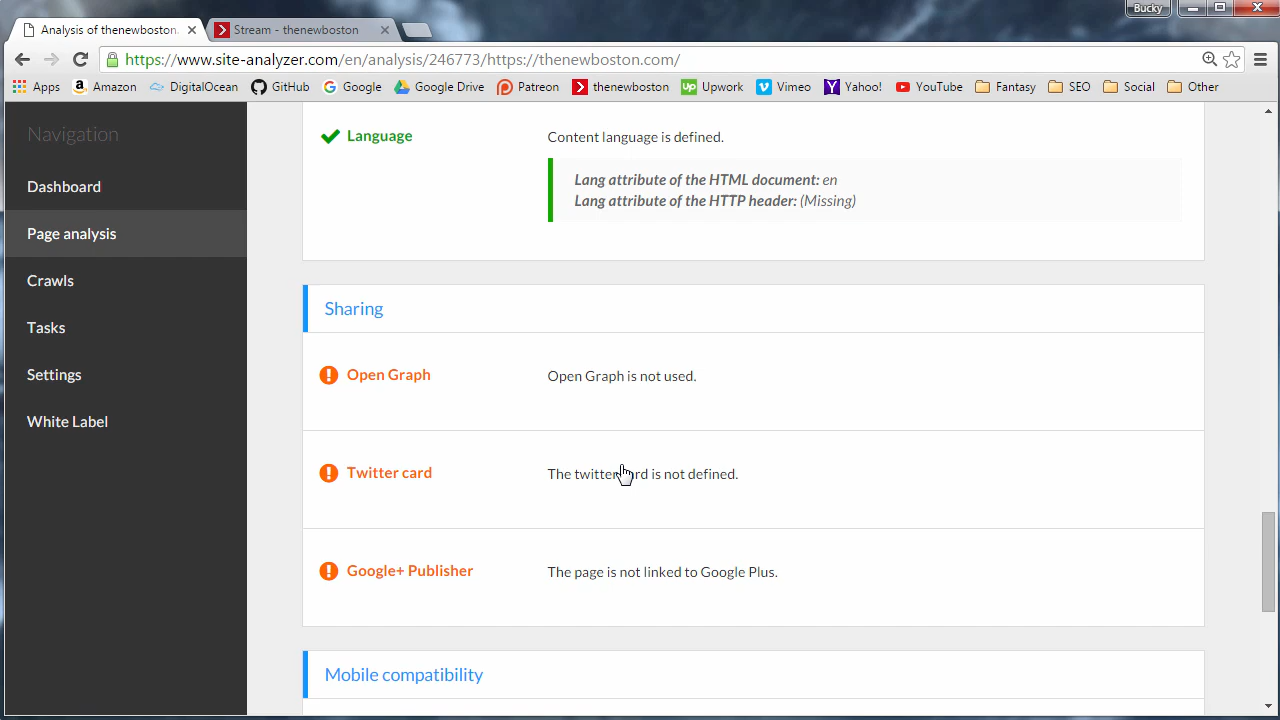 Bucky
Analysis of thenewboston.
Stream - thenewboston
https://www.site-analyzer.com/en/analysis/246773/https://thenewboston.com/
Apps Amazon DigitalOcean GitHub Google Google Drive Patreon thenewboston Upwork Vimeo Yahoo! YouTube Fantasy SEO Social Other
Navigation
Dashboard
Page analysis
Crawls
Tasks
Settings
White Label
Language
Content language is defined.
Lang attribute of the HTML document: en
Lang attribute of the HTTP header: (Missing)
Sharing
Open Graph
Open Graph is not used.
Twitter card
The twitter card is not defined.
Google+ Publisher
The page is not linked to Google Plus.
Mobile compatibility